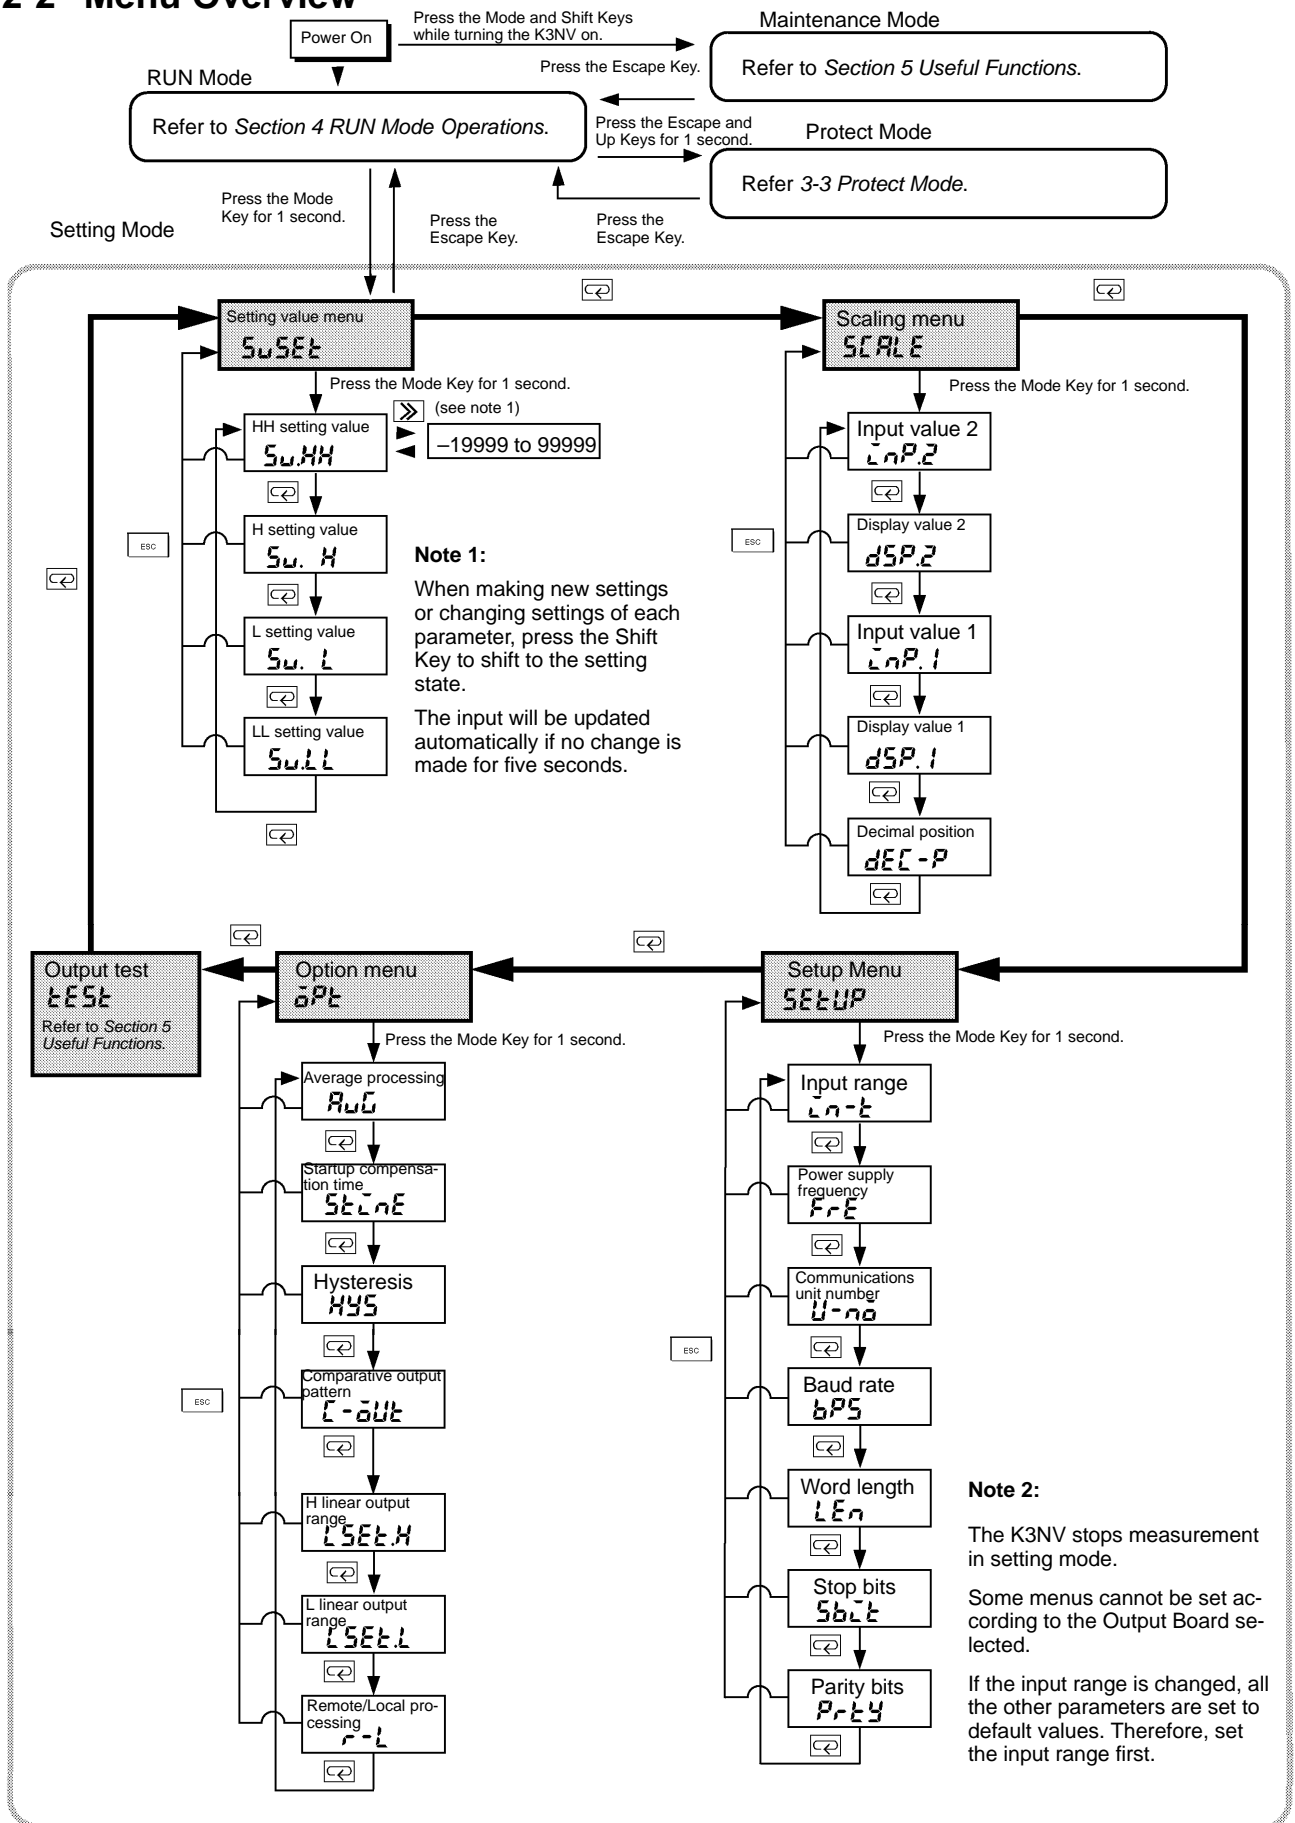 2-2 Menu Overview
Power On
Press the Mode and Shift Keys
while turning the K3NV on.
Maintenance Mode
Refer to Section 5 Useful Functions.
Press the Escape Key.
RUN Mode
Refer to Section 4 RUN Mode Operations.
Press the Escape and
Up Keys for 1 second.
Protect Mode
Refer 3-3 Protect Mode.
Press the Mode
Key for 1 second.
Press the
Escape Key.
Press the
Escape Key.
Setting Mode
Setting value menu
SvSEt
Press the Mode Key for 1 second.
HH setting value
Sv.HH
(see note 1)
–19999 to 99999
H setting value
Sv. H
ESC
L setting value
Sv. L
LL setting value
Sv.LL
Note 1:
When making new settings
or changing settings of each
parameter, press the Shift
Key to shift to the setting
state.
The input will be updated
automatically if no change is
made for five seconds.
Scaling menu
SCALE
Press the Mode Key for 1 second.
Input value 2
inP.2
Display value 2
dSP.2
ESC
Input value 1
inP.1
Display value 1
dSP.1
Decimal position
dEC-P
Output test
tESt
Refer to Section 5
Useful Functions.
Option menu
oPt
Press the Mode Key for 1 second.
Average processing
AvG
Startup compensa-
tion time
StinE
Hysteresis
HYS
ESC
Comparative output
pattern
C-oUt
H linear output
range
LSEt.H
L linear output
range
LSEt.L
Remote/Local pro-
cessing
r-L
Setup Menu
SEtUP
Press the Mode Key for 1 second.
Input range
in-t
Power supply
frequency
FrE
Communications
unit number
U-no
ESC
Baud rate
bPS
Word length
LEn
Stop bits
Sbit
Parity bits
PrtY
Note 2:
The K3NV stops measurement
in setting mode.
Some menus cannot be set ac-
cording to the Output Board se-
lected.
If the input range is changed, all
the other parameters are set to
default values. Therefore, set
the input range first.